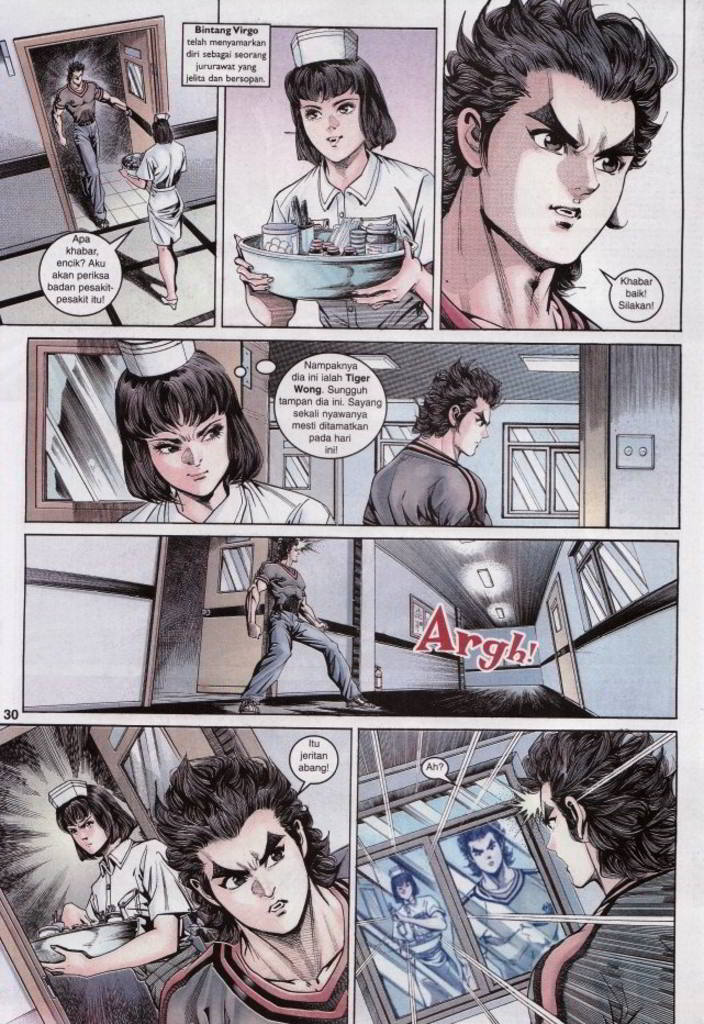 Bintang Virgo
telah menyamarkan
diri sebagai seorang
jururawat yang
jelita dan bersopan.
Apa
khabar,
encik? Aku
akan periksa
badan pesakit-
pesakit itu!
Khabar
baik!
Silakan!
Nampaknya
dia ini ialah Tiger
Wong. Sungguh
tampan dia ini. Sayang
sekali nyawanya
mesti ditamatkan
pada hari
ini!
Argh!
30
Itu
jeritan
abang!
Ah?